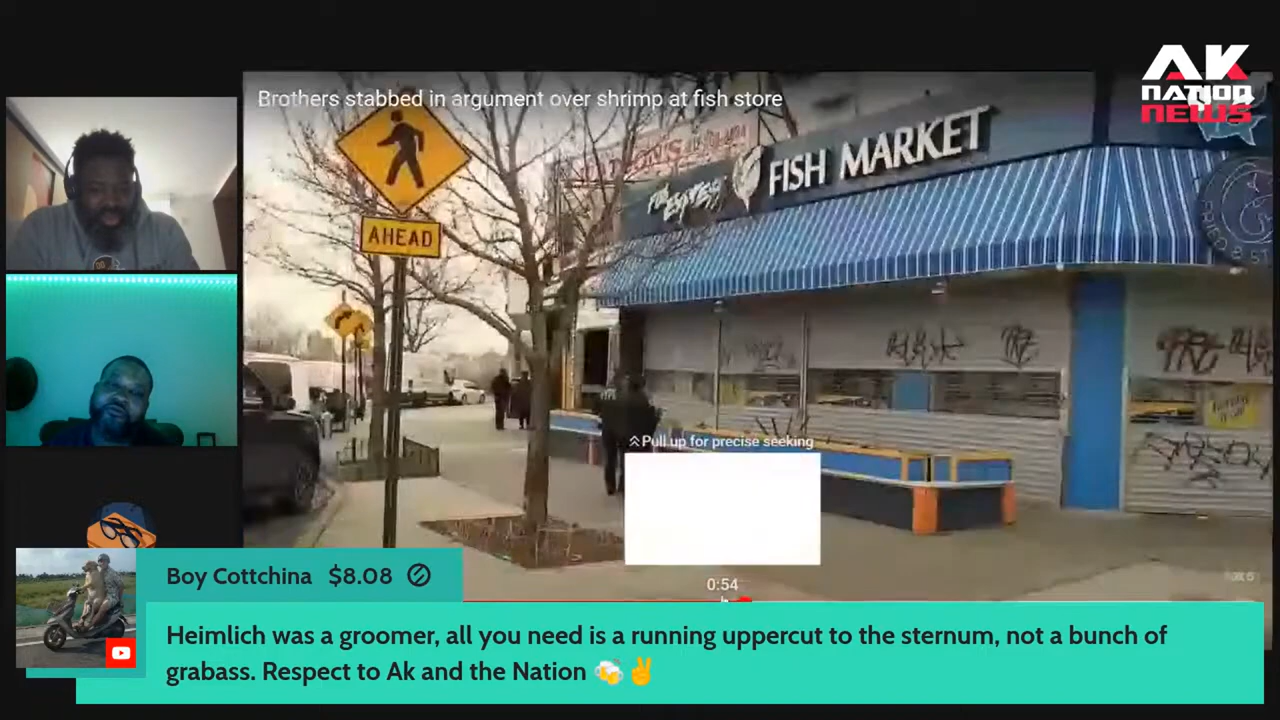 Brothers stabbed in argument over shrimp at fish store
AK
NATION
NEWS
AHEAD
FISH MARKET
Pull up for precise seeking
0:54
Boy Cottchina $8.08
Heimlich was a groomer, all you need is a running uppercut to the sternum, not a bunch of
grabass. Respect to Ak and the Nation 🍻✌